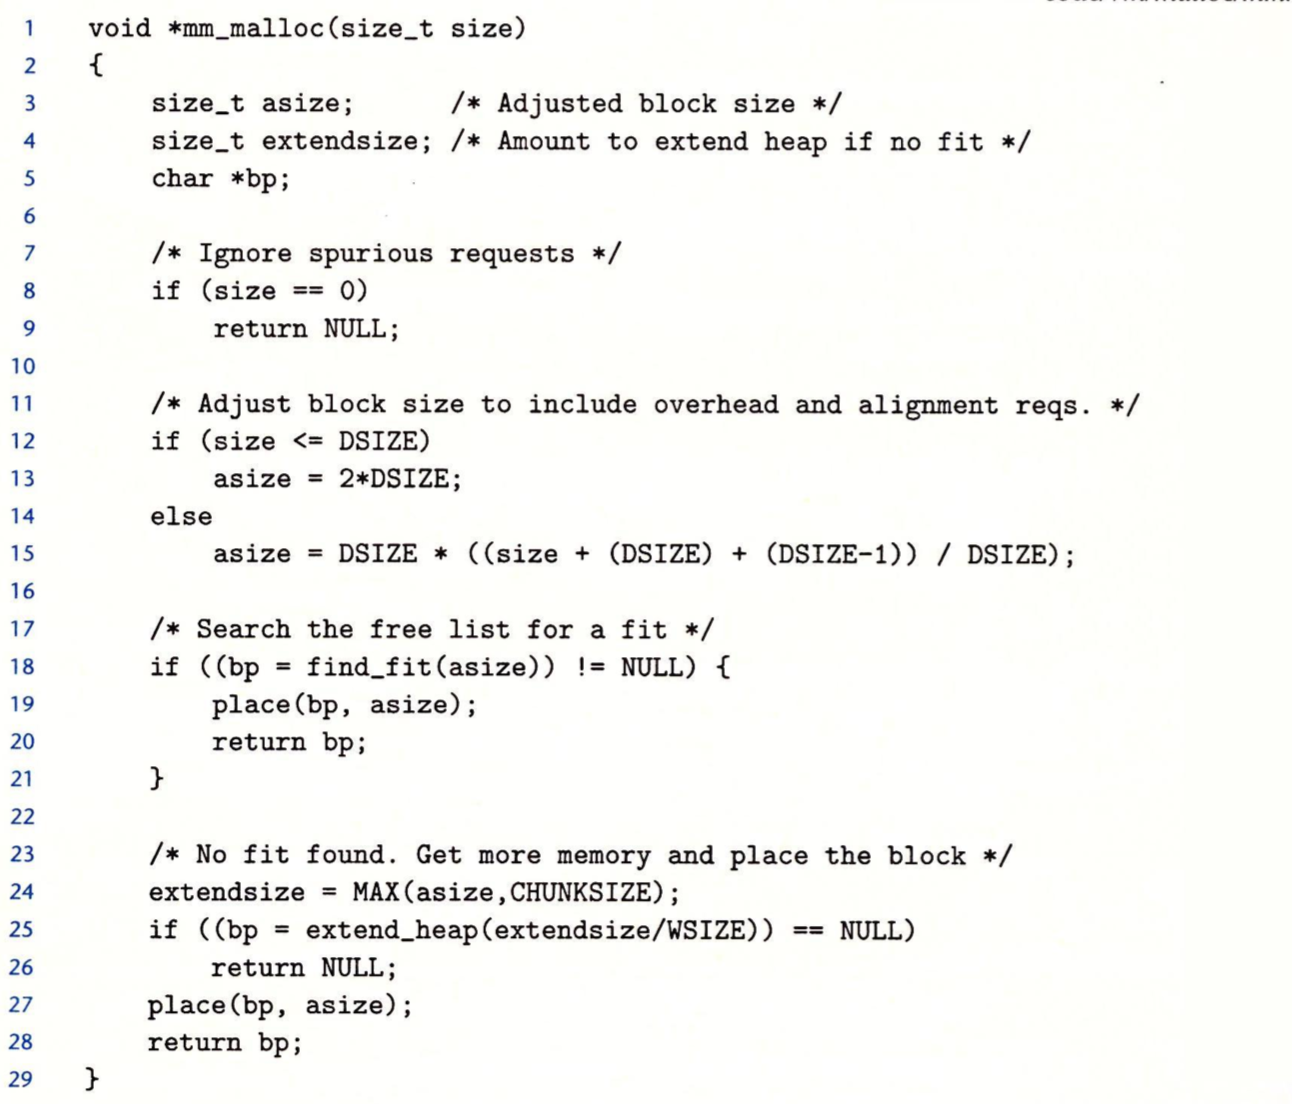 1 void *mm_malloc(size_t size)
2 {
3     size_t asize;      /* Adjusted block size */
4     size_t extendsize; /* Amount to extend heap if no fit */
5     char *bp;
6
7     /* Ignore spurious requests */
8     if (size == 0)
9         return NULL;
10
11     /* Adjust block size to include overhead and alignment reqs. */
12     if (size <= DSIZE)
13         asize = 2*DSIZE;
14     else
15         asize = DSIZE * ((size + (DSIZE) + (DSIZE-1)) / DSIZE);
16
17     /* Search the free list for a fit */
18     if ((bp = find_fit(asize)) != NULL) {
19         place(bp, asize);
20         return bp;
21     }
22
23     /* No fit found. Get more memory and place the block */
24     extendsize = MAX(asize,CHUNKSIZE);
25     if ((bp = extend_heap(extendsize/WSIZE)) == NULL)
26         return NULL;
27     place(bp, asize);
28     return bp;
29 }